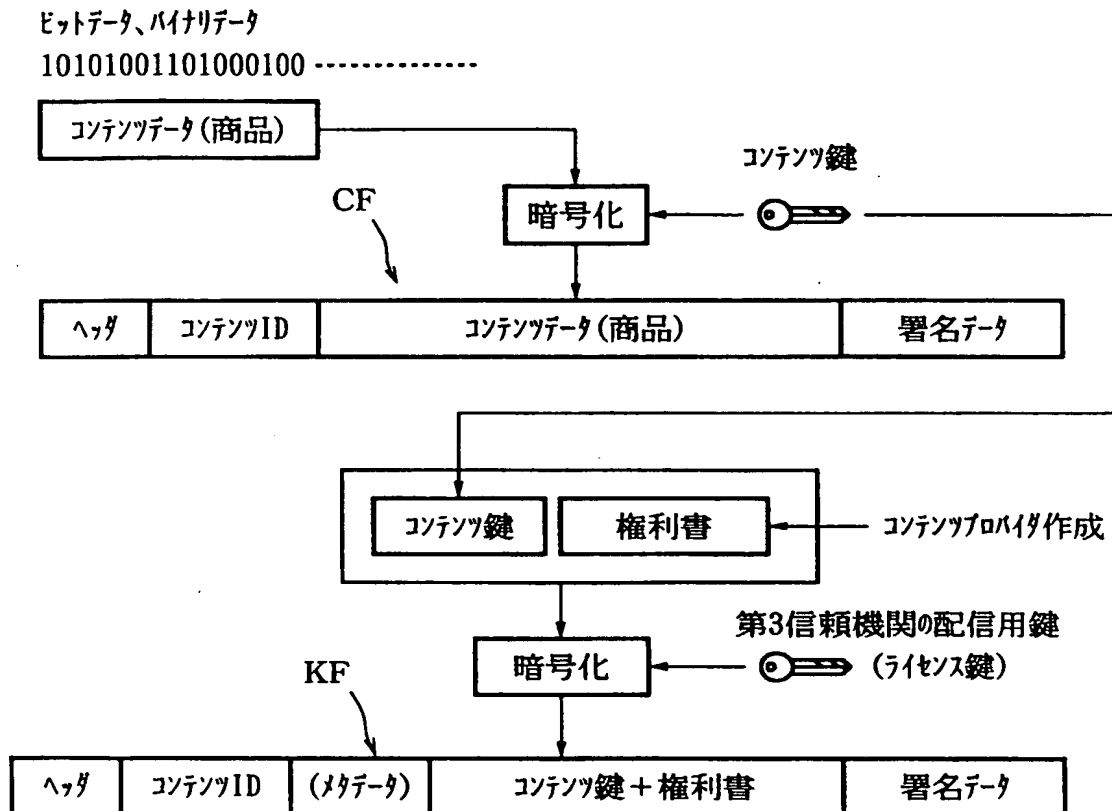 ビットデータ、バイナリデータ
10101001101000100 --------------
コンテンツデータ(商品)
コンテンツ鍵
CF
暗号化
ヘッダ コンテンツID コンテンツデータ(商品) 署名データ
コンテンツ鍵 権利書 コンテンツプロバイダ作成
第3信頼機関の配信用鍵
暗号化 (ライセンス鍵)
KF
ヘッダ コンテンツID (メタデータ) コンテンツ鍵+権利書 署名データ